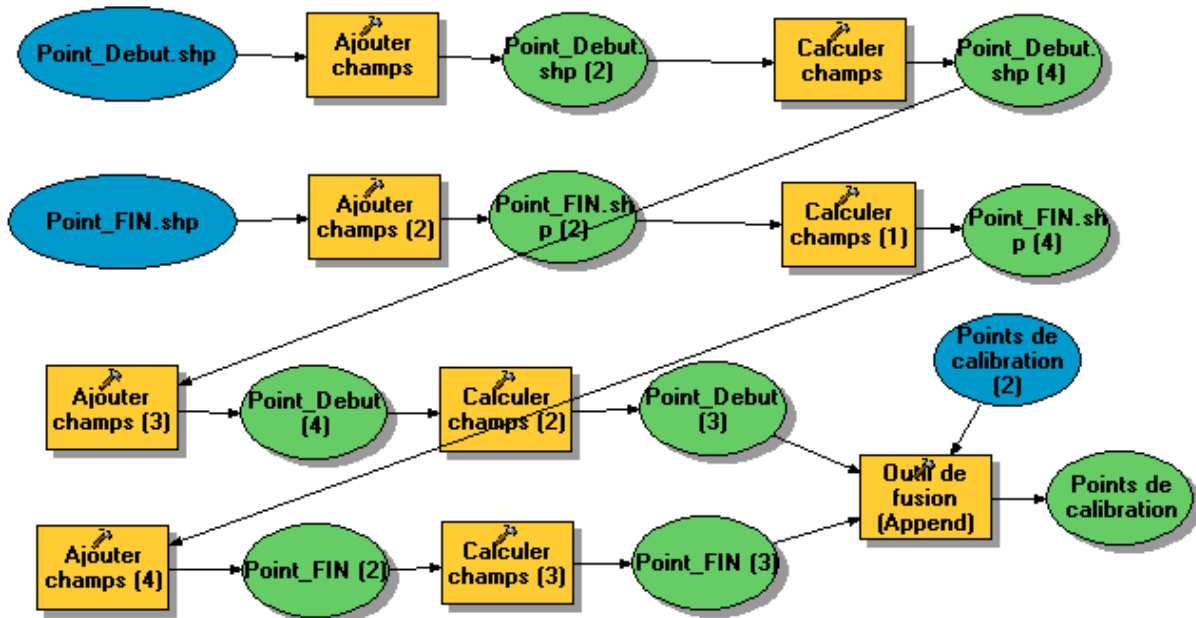 Point_Debut.shp
Ajouter
champs
Point_Debut.
shp (2)
Calculer
champs
Point_Debut.
shp (4)
Point_FIN.shp
Ajouter
champs (2)
Point_FIN.sh
p (2)
Calculer
champs (1)
Point_FIN.sh
p (4)
Points de
calibration
(2)
Ajouter
champs (3)
Point_Debut
(4)
Calculer
champs (2)
Point_Debut
(3)
Outil de
fusion
(Append)
Points de
calibration
Ajouter
champs (4)
Point_FIN (2)
Calculer
champs (3)
Point_FIN (3)